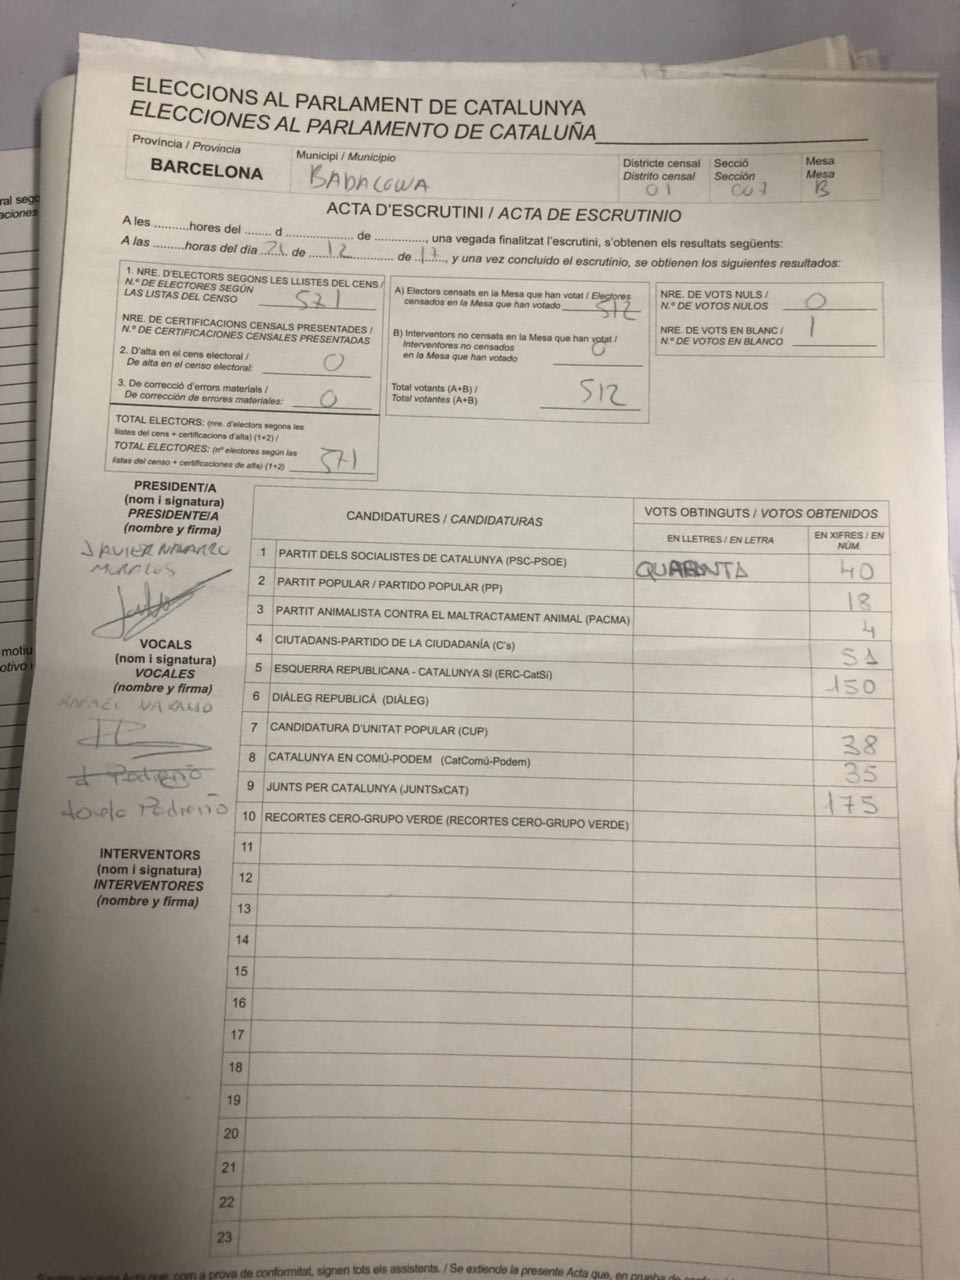 ELECCIONS AL PARLAMENT DE CATALUNYA
ELECCIONES AL PARLAMENTO DE CATALUÑA
Província / Provincia
BARCELONA
Municipi / Municipio
BADALONA
Districte censal
Distrito censal
01
Secció
Sección
007
Mesa
Mesa
B
ACTA D'ESCRUTINI / ACTA DE ESCRUTINIO
A les ..........hores del ........ d .................... de ..............., una vegada finalitzat l'escrutini, s'obtenen els resultats següents:
A las .........horas del día 21 de 12 de 17, y una vez concluido el escrutinio, se obtienen los siguientes resultados:
1. NRE. D'ELECTORS SEGONS LES LLISTES DEL CENS /
N.º DE ELECTORES SEGÚN
LAS LISTAS DEL CENSO 571
NRE. DE CERTIFICACIONS CENSALS PRESENTADES /
N.º DE CERTIFICACIONES CENSALES PRESENTADAS
2. D'alta en el cens electoral /
De alta en el censo electoral: 0
3. De correcció d'errors materials /
De corrección de errores materiales: 0
TOTAL ELECTORS: (nre. d'electors segons les
llistes del cens + certificacions d'alta) (1+2) /
TOTAL ELECTORES: (nº electores según las
listas del censo + certificaciones de alta) (1+2) 571
A) Electors censats en la Mesa que han votat / Electores
censados en la Mesa que han votado 512
B) Interventors no censats en la Mesa que han votat /
Interventores no censados
en la Mesa que han votado 0
Total votants (A+B) /
Total votantes (A+B) 512
NRE. DE VOTS NULS /
N.º DE VOTOS NULOS 0
NRE. DE VOTS EN BLANC /
N.º DE VOTOS EN BLANCO 1
PRESIDENT/A
(nom i signatura)
PRESIDENTE/A
(nombre y firma)
JAVIER NAVARRO
MORALES
VOCALS
(nom i signatura)
VOCALES
(nombre y firma)
RAFAEL
Podreño
Podreño
INTERVENTORS
(nom i signatura)
INTERVENTORES
(nombre y firma)
CANDIDATURES / CANDIDATURAS
VOTS OBTINGUTS / VOTOS OBTENIDOS
EN LLETRES / EN LETRA
EN XIFRES / EN NÚM.
1 PARTIT DELS SOCIALISTES DE CATALUNYA (PSC-PSOE) QUARANTA 40
2 PARTIT POPULAR / PARTIDO POPULAR (PP) 18
3 PARTIT ANIMALISTA CONTRA EL MALTRACTAMENT ANIMAL (PACMA) 4
4 CIUTADANS-PARTIDO DE LA CIUDADANÍA (C's) 51
5 ESQUERRA REPUBLICANA - CATALUNYA SI (ERC-CatSí) 150
6 DIÀLEG REPUBLICÀ (DIÀLEG)
7 CANDIDATURA D'UNITAT POPULAR (CUP) 38
8 CATALUNYA EN COMÚ-PODEM (CatComú-Podem) 35
9 JUNTS PER CATALUNYA (JUNTSxCAT) 175
10 RECORTES CERO-GRUPO VERDE (RECORTES CERO-GRUPO VERDE)
11
12
13
14
15
16
17
18
19
20
21
22
23
que, com a prova de conformitat, signen tots els assistents. / Se extiende la presente Acta que, en prueba de